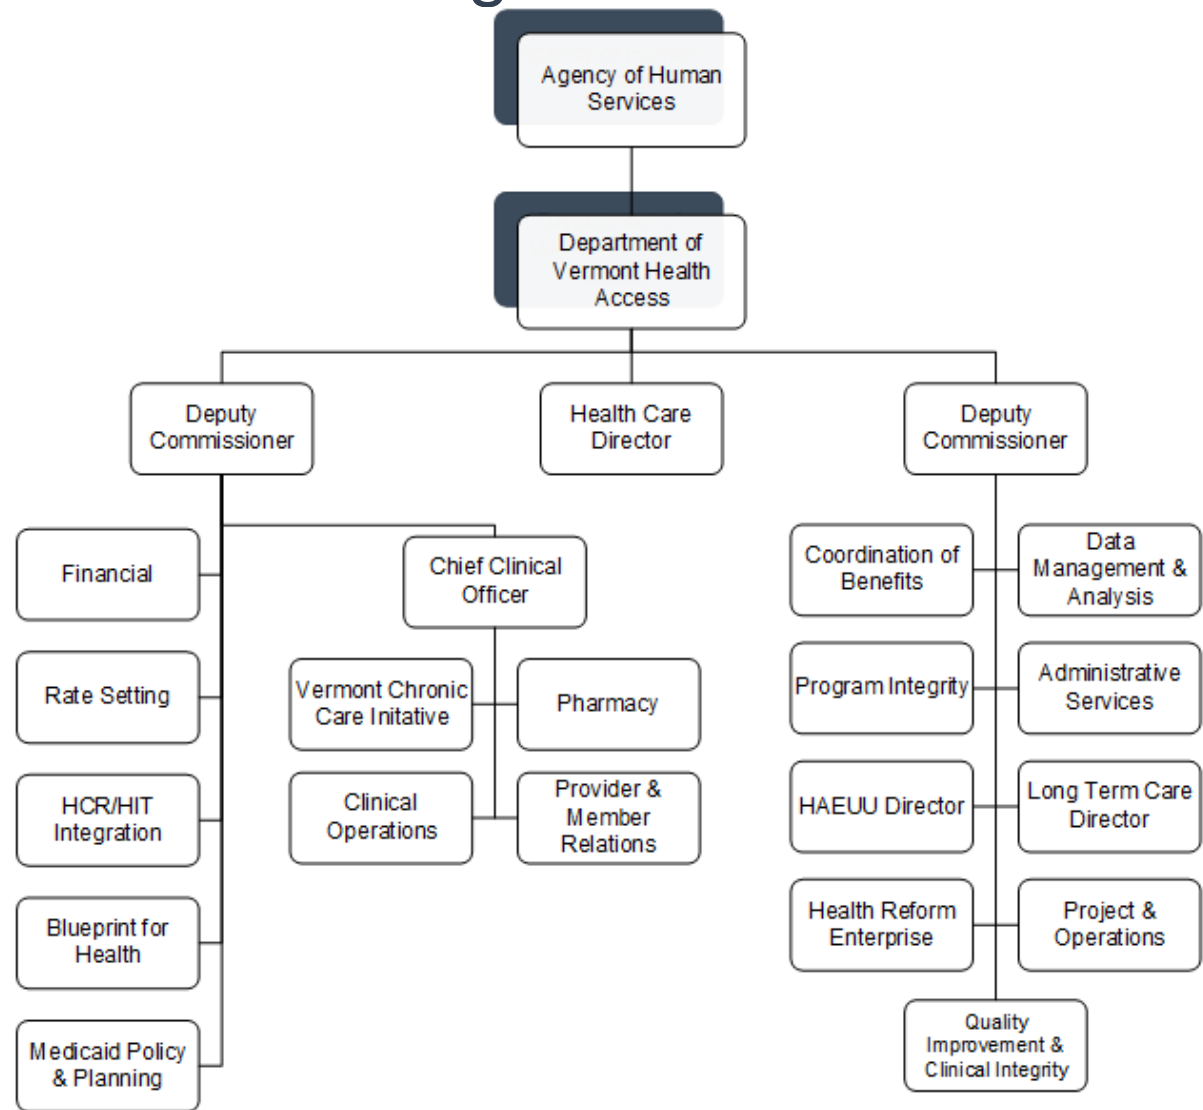 Agency of Human
Services
Department of
Vermont Health
Access
Deputy
Commissioner
Health Care
Director
Deputy
Commissioner
Financial
Rate Setting
HCR/HIT
Integration
Blueprint for
Health
Medicaid Policy
& Planning
Chief Clinical
Officer
Vermont Chronic
Care Initative
Pharmacy
Clinical
Operations
Provider &
Member
Relations
Coordination of
Benefits
Data
Management &
Analysis
Program Integrity
Administrative
Services
HAEUU Director
Long Term Care
Director
Health Reform
Enterprise
Project &
Operations
Quality
Improvement &
Clinical Integrity